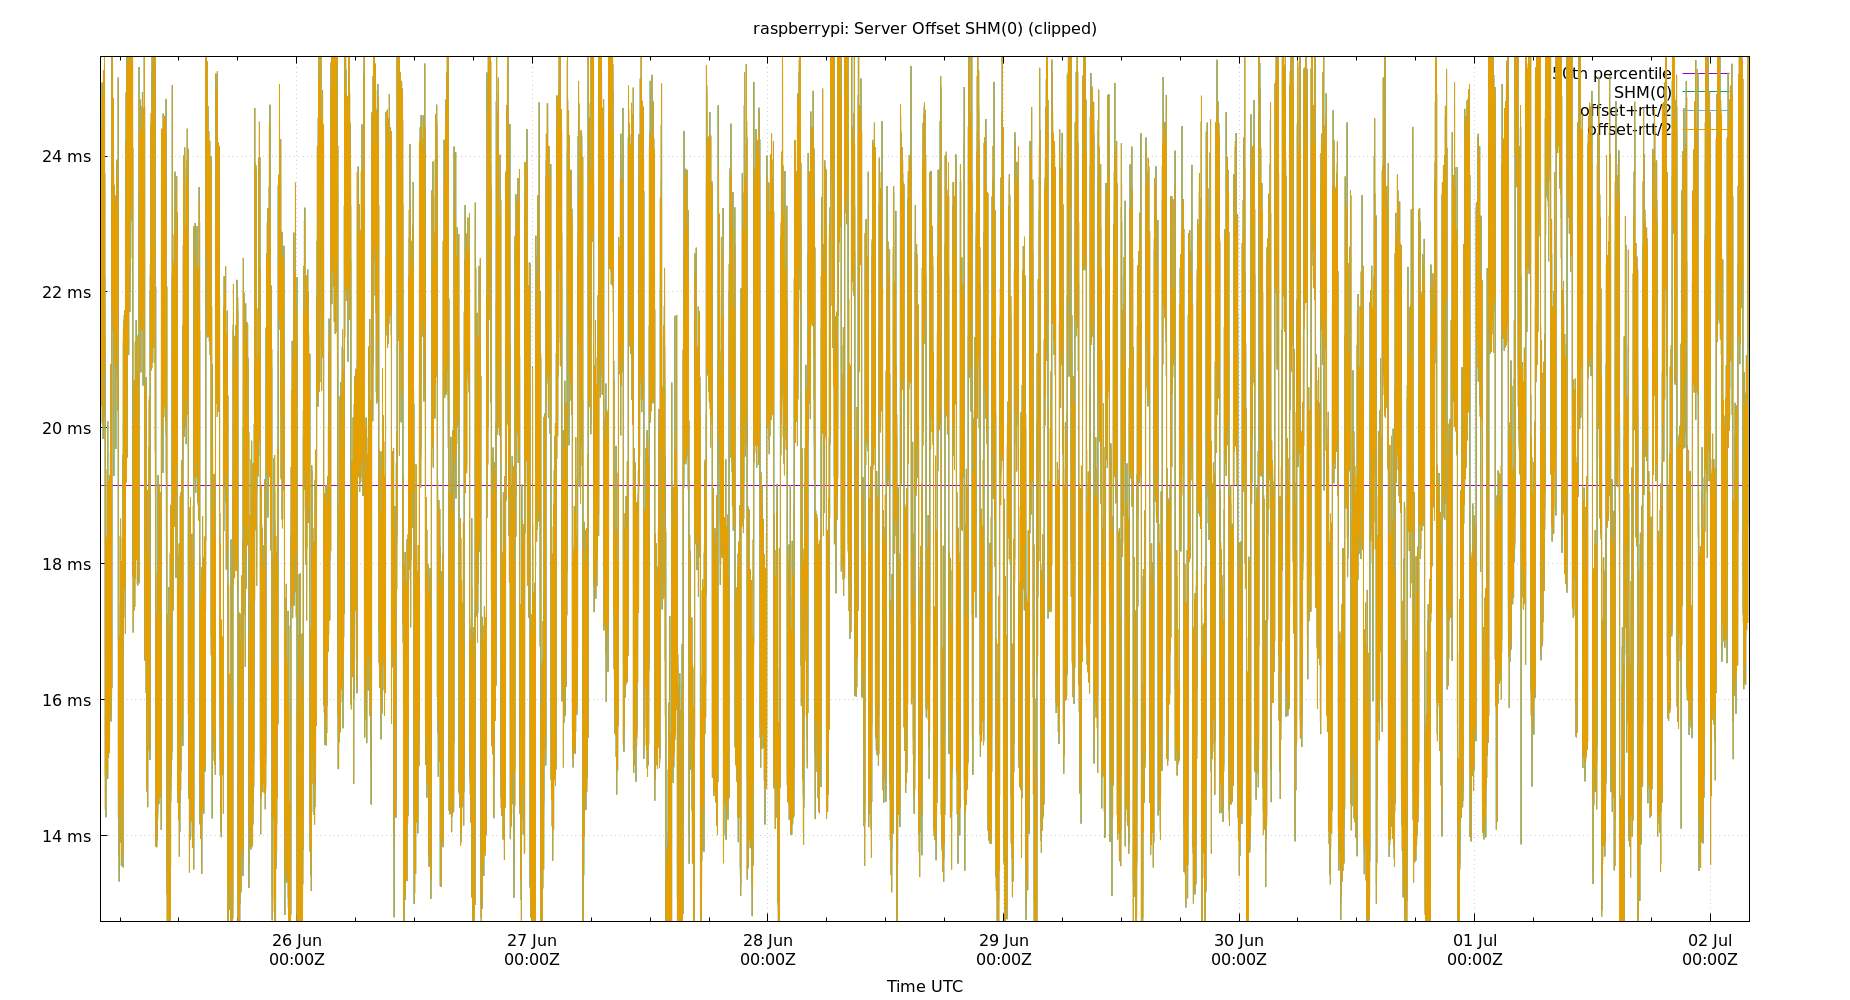 raspberrypi: Server Offset SHM(0) (clipped)
50th percentile
SHM(0)
offset+rtt/2
offset-rtt/2
24 ms
22 ms
20 ms
18 ms
16 ms
14 ms
26 Jun 27 Jun 28 Jun 29 Jun 30 Jun 01 Jul 02 Jul
00:00Z 00:00Z 00:00Z 00:00Z 00:00Z 00:00Z 00:00Z
Time UTC